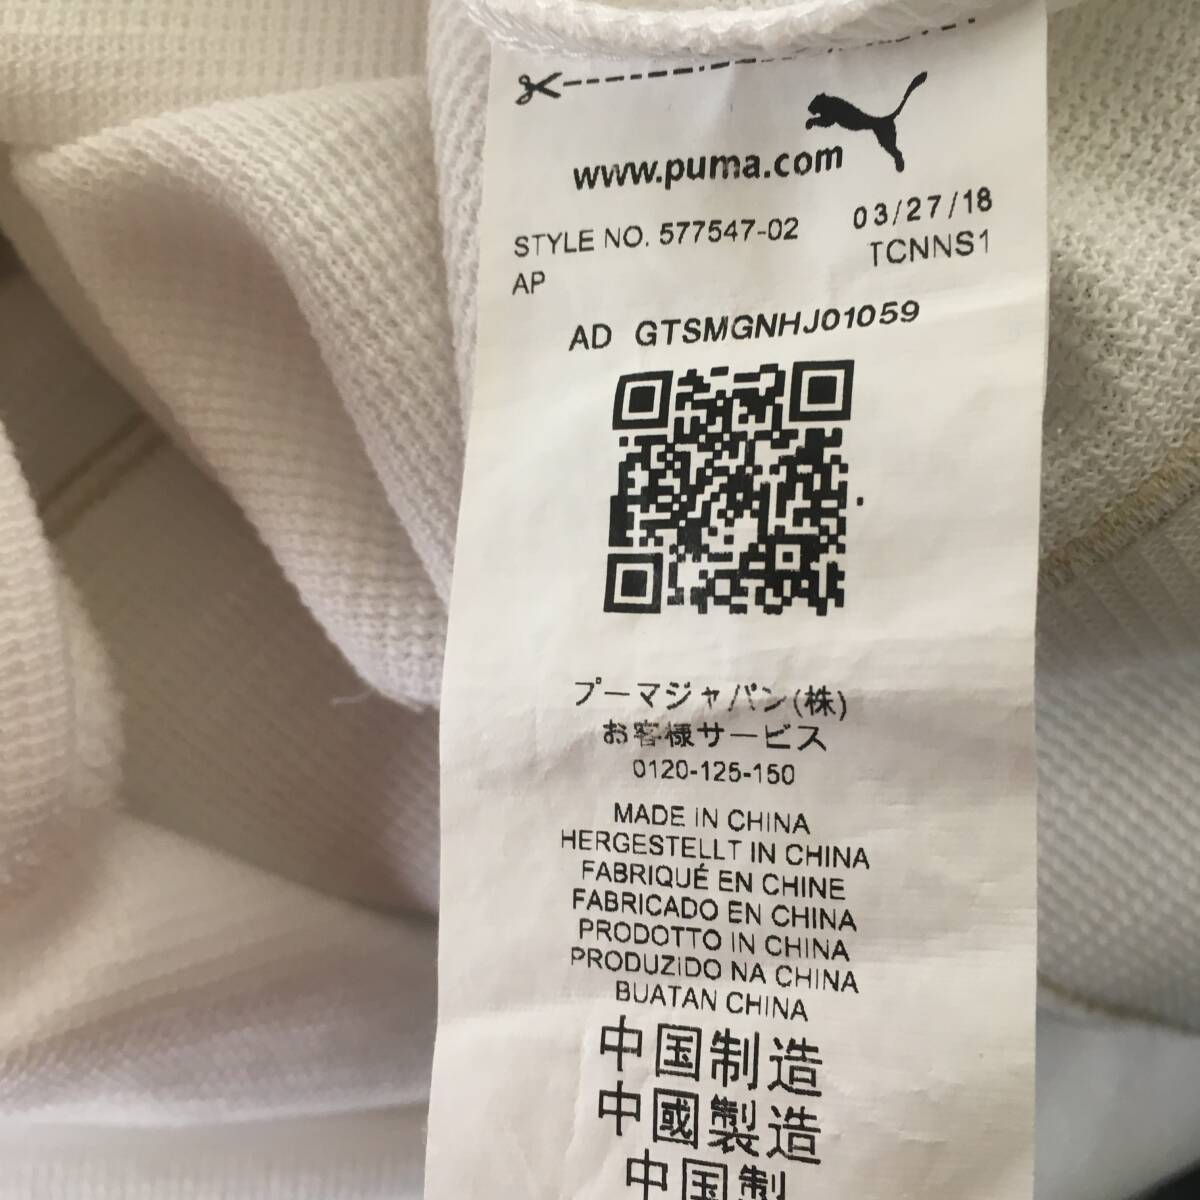 www.puma.com
STYLE NO. 577547-02 03/27/18
AP TCNNS1
AD GTSMGNHJ01059
プーマジャパン(株)
お客様サービス
0120-125-150
MADE IN CHINA
HERGESTELLT IN CHINA
FABRIQUÉ EN CHINE
FABRICADO EN CHINA
PRODOTTO IN CHINA
PRODUZIDO NA CHINA
BUATAN CHINA
中国制造
中國製造
中国制